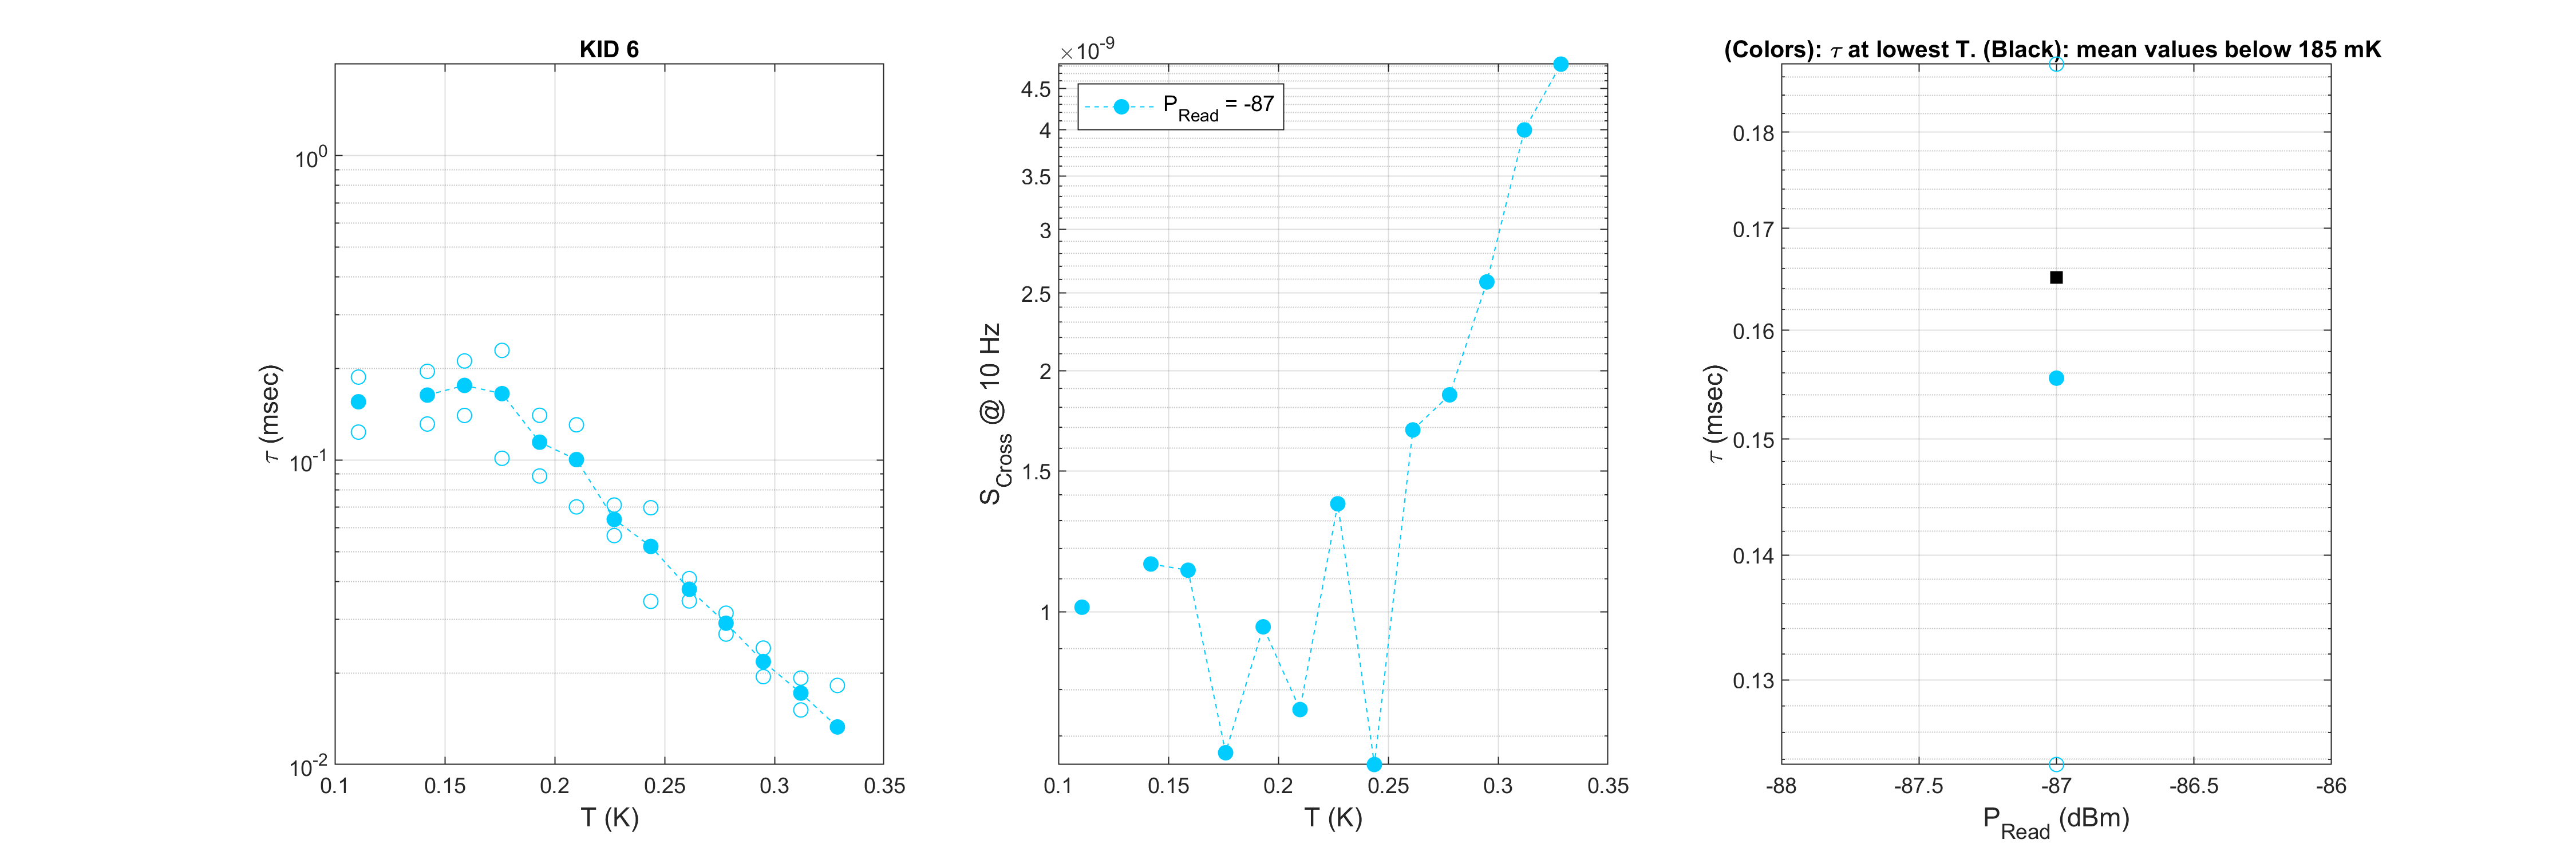 KID 6
10^0
10^-1
10^-2
τ (msec)
0.1 0.15 0.2 0.25 0.3 0.35
T (K)
×10^-9
P_Read = -87
4.5
4
3.5
3
2.5
2
1.5
1
S_Cross @ 10 Hz
0.1 0.15 0.2 0.25 0.3 0.35
T (K)
(Colors): τ at lowest T. (Black): mean values below 185 mK
0.18
0.17
0.16
0.15
0.14
0.13
τ (msec)
-88 -87.5 -87 -86.5 -86
P_Read (dBm)